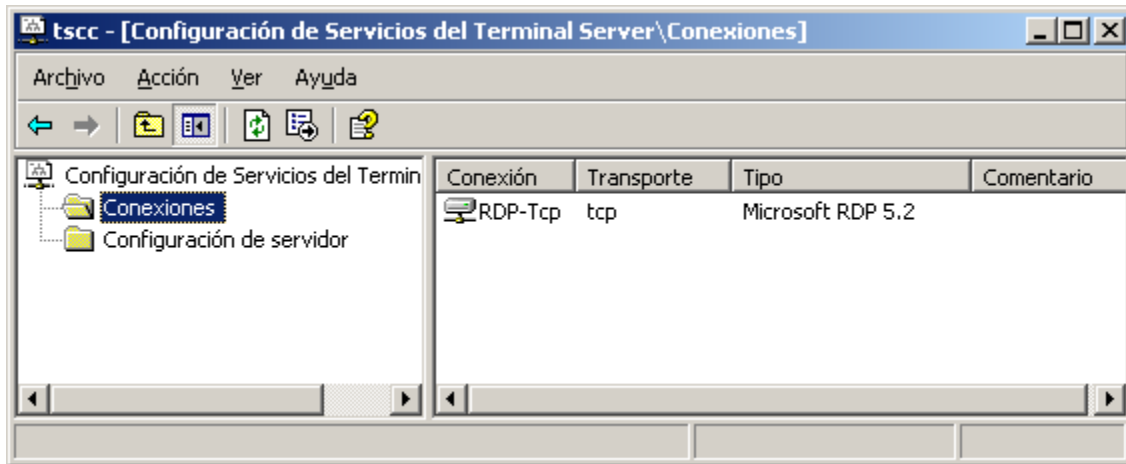 tscc - [Configuración de Servicios del Terminal Server\Conexiones]
Archivo Acción Ver Ayuda
Configuración de Servicios del Termin
Conexiones
Configuración de servidor
Conexión Transporte Tipo Comentario
RDP-Tcp tcp Microsoft RDP 5.2